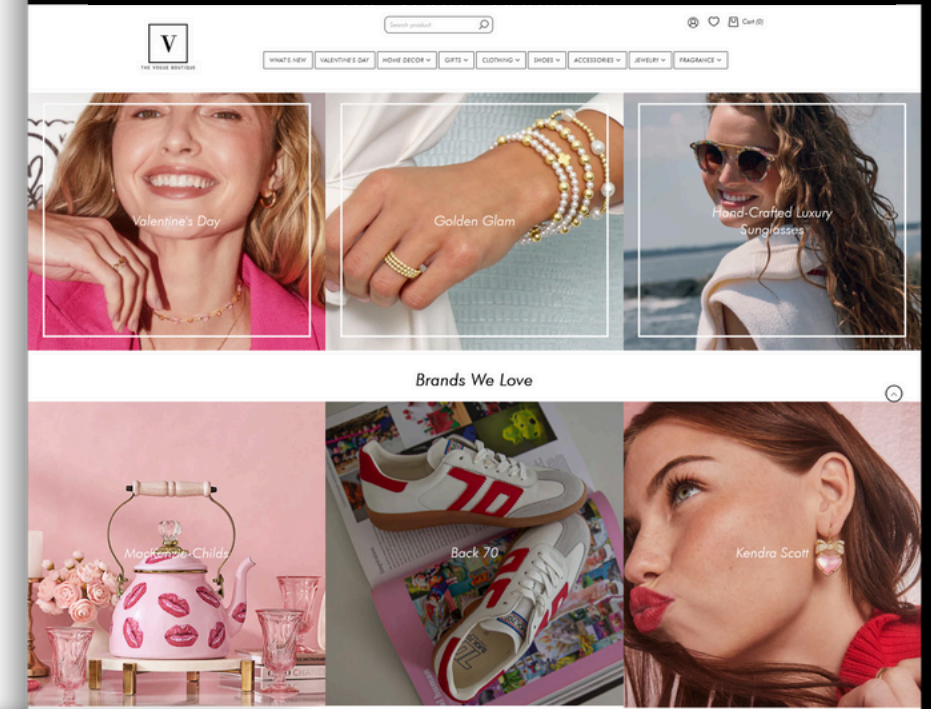 Search product
Cart (0)
V
THE VOGUE BOUTIQUE
WHAT'S NEW
VALENTINE'S DAY
HOME DECOR
GIFTS
CLOTHING
SHOES
ACCESSORIES
JEWELRY
FRAGRANCE
Valentine's Day
Golden Glam
Hand-Crafted Luxury
Sunglasses
Brands We Love
MacKenzie-Childs
Back 70
Kendra Scott
70